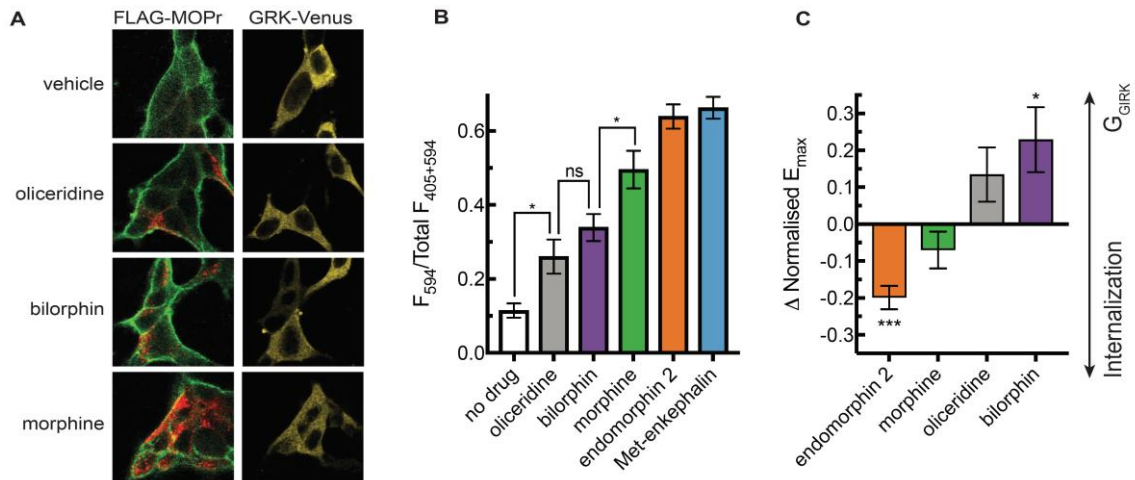 A
FLAG-MOPr GRK-Venus
vehicle
oliceridine
bilorphin
morphine
B
F594/Total F405+594
0.6
0.4
0.2
0.0
*
ns
*
no drug
oliceridine
bilorphin
morphine
endomorphin 2
Met-enkephalin
C
Δ Normalised Emax
0.3
0.2
0.1
0.0
-0.1
-0.2
-0.3
***
*
endomorphin 2
morphine
oliceridine
bilorphin
GGIRK
Internalization